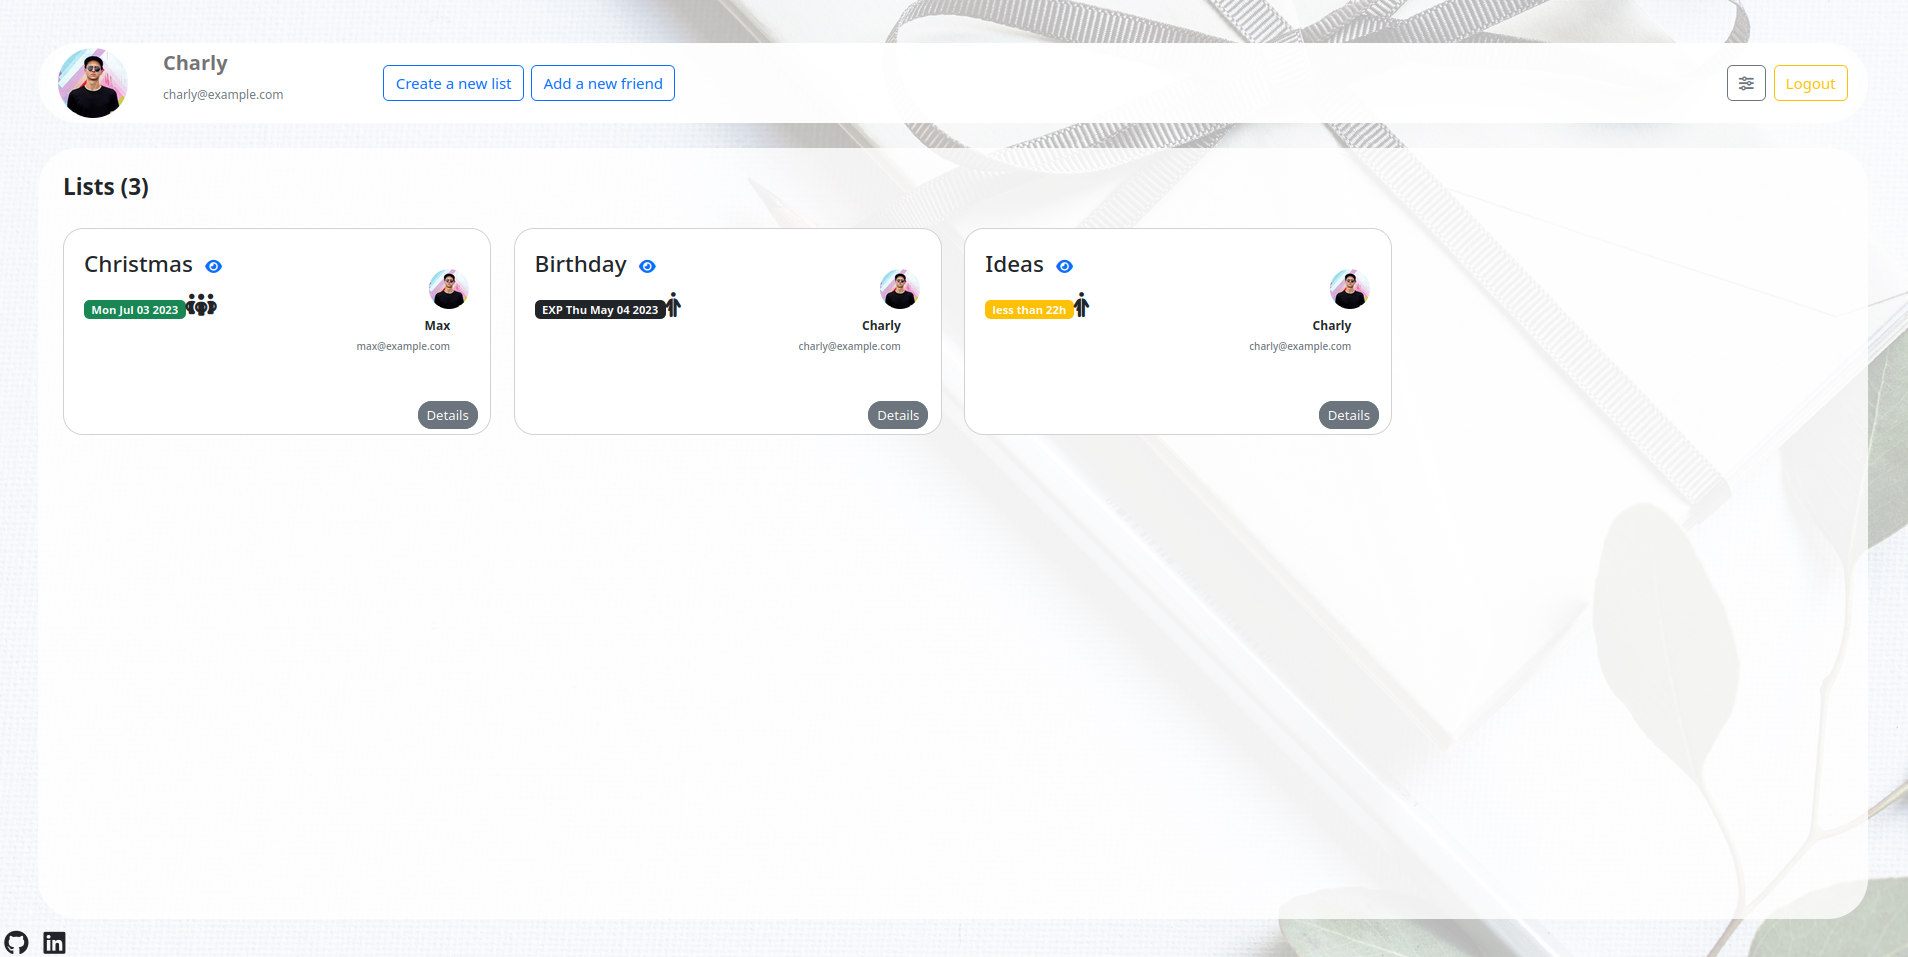 Charly
charly@example.com
Create a new list
Add a new friend
Logout
Lists (3)
Christmas
Mon Jul 03 2023
Max
max@example.com
Details
Birthday
EXP Thu May 04 2023
Charly
charly@example.com
Details
Ideas
less than 22h
Charly
charly@example.com
Details